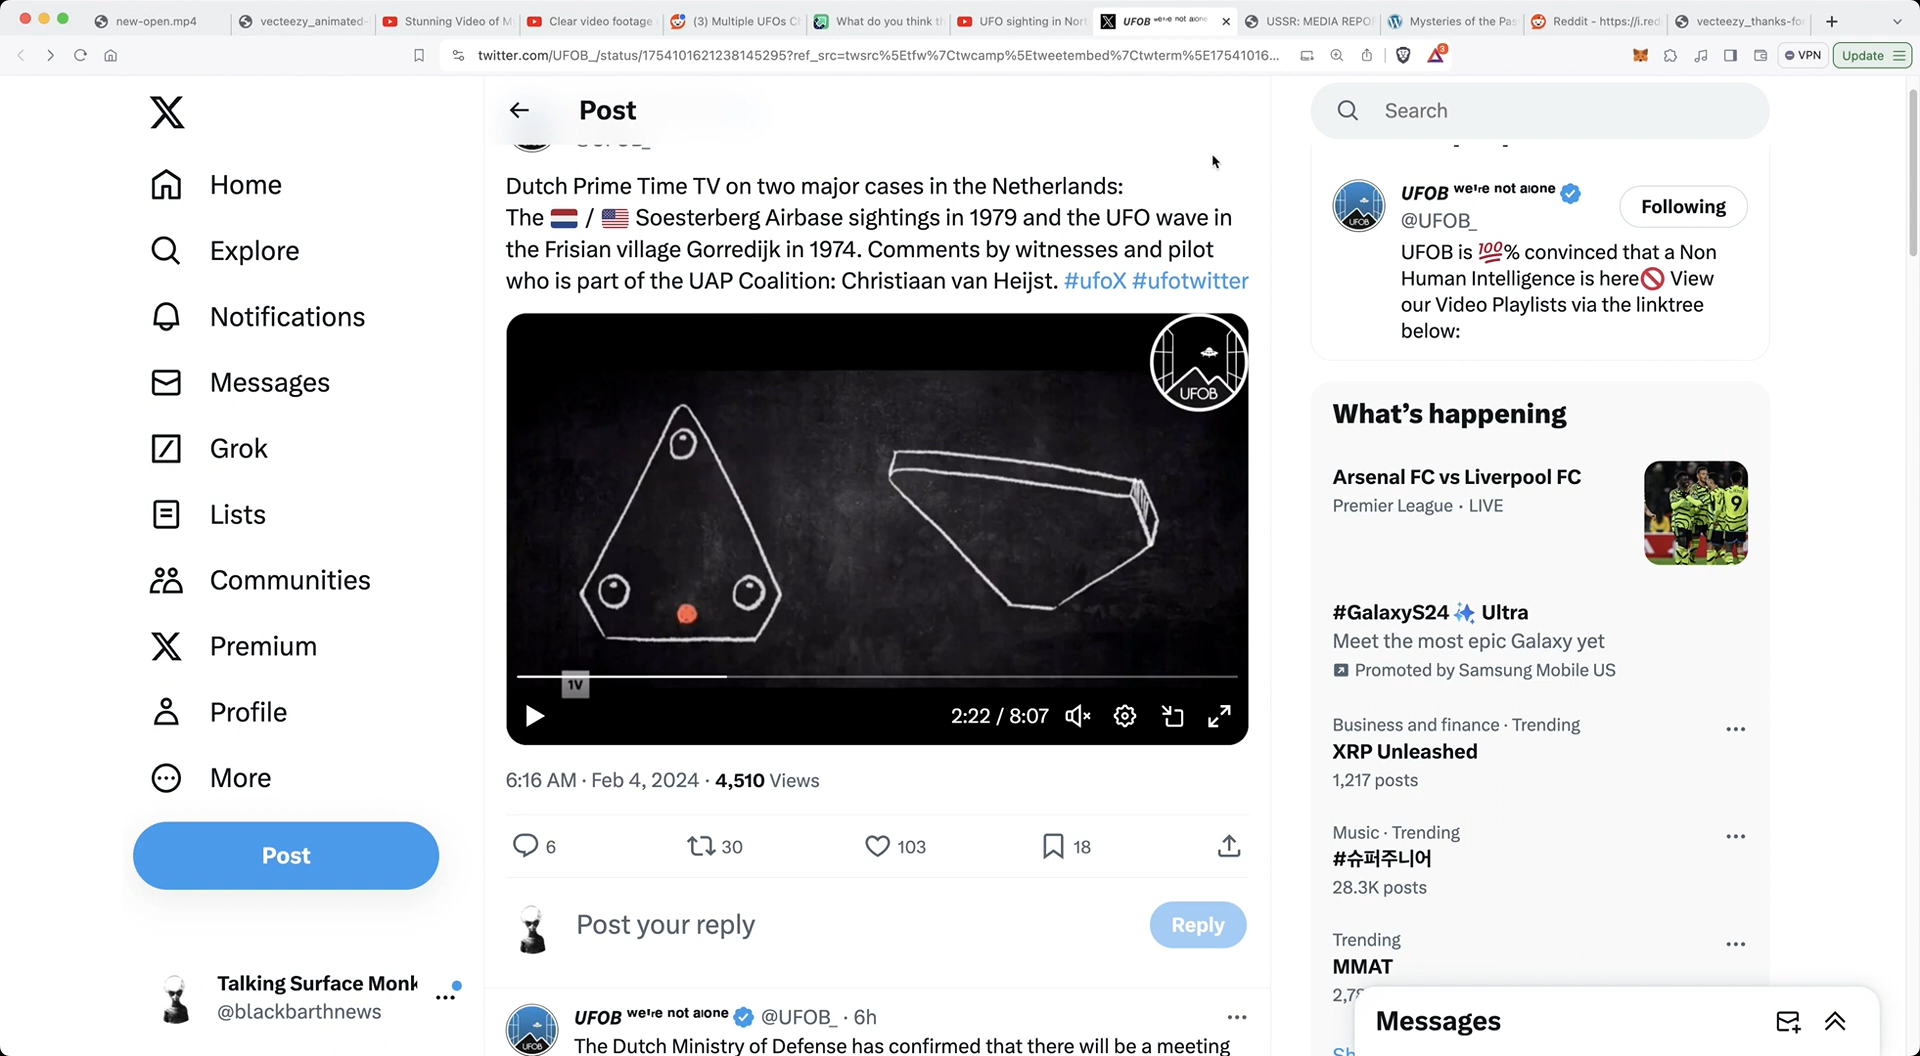 new-open.mp4
vecteezy_animated-
Stunning Video of M
Clear video footage
(3) Multiple UFOs C
What do you think th
UFO sighting in Nort
UFOB we're not alone
USSR: MEDIA REPO
Mysteries of the Pas
Reddit - https://i.red
vecteezy_thanks-fo
twitter.com/UFOB_/status/1754101621238145295?ref_src=twsrc%5Etfw%7Ctwcamp%5Etweetembed%7Ctwterm%5E17541016...
3
VPN
Update
Home
Explore
Notifications
Messages
Grok
Lists
Communities
Premium
Profile
More
Post
Talking Surface Monk
@blackbarthnews
Post
Dutch Prime Time TV on two major cases in the Netherlands:
The 🇳🇱 / 🇺🇸 Soesterberg Airbase sightings in 1979 and the UFO wave in
the Frisian village Gorredijk in 1974. Comments by witnesses and pilot
who is part of the UAP Coalition: Christiaan van Heijst. #ufoX #ufotwitter
UFOB
1V
2:22 / 8:07
6:16 AM · Feb 4, 2024 · 4,510 Views
6
30
103
18
Post your reply
Reply
UFOB we're not alone @UFOB_ · 6h
The Dutch Ministry of Defense has confirmed that there will be a meeting
UFOB
Search
UFOB we're not alone
@UFOB_
Following
UFOB
UFOB is 💯% convinced that a Non
Human Intelligence is here🚫 View
our Video Playlists via the linktree
below:
What's happening
Arsenal FC vs Liverpool FC
Premier League · LIVE
9
#GalaxyS24 Ultra
Meet the most epic Galaxy yet
Promoted by Samsung Mobile US
Business and finance · Trending
XRP Unleashed
1,217 posts
Music · Trending
#슈퍼주니어
28.3K posts
Trending
MMAT
Messages